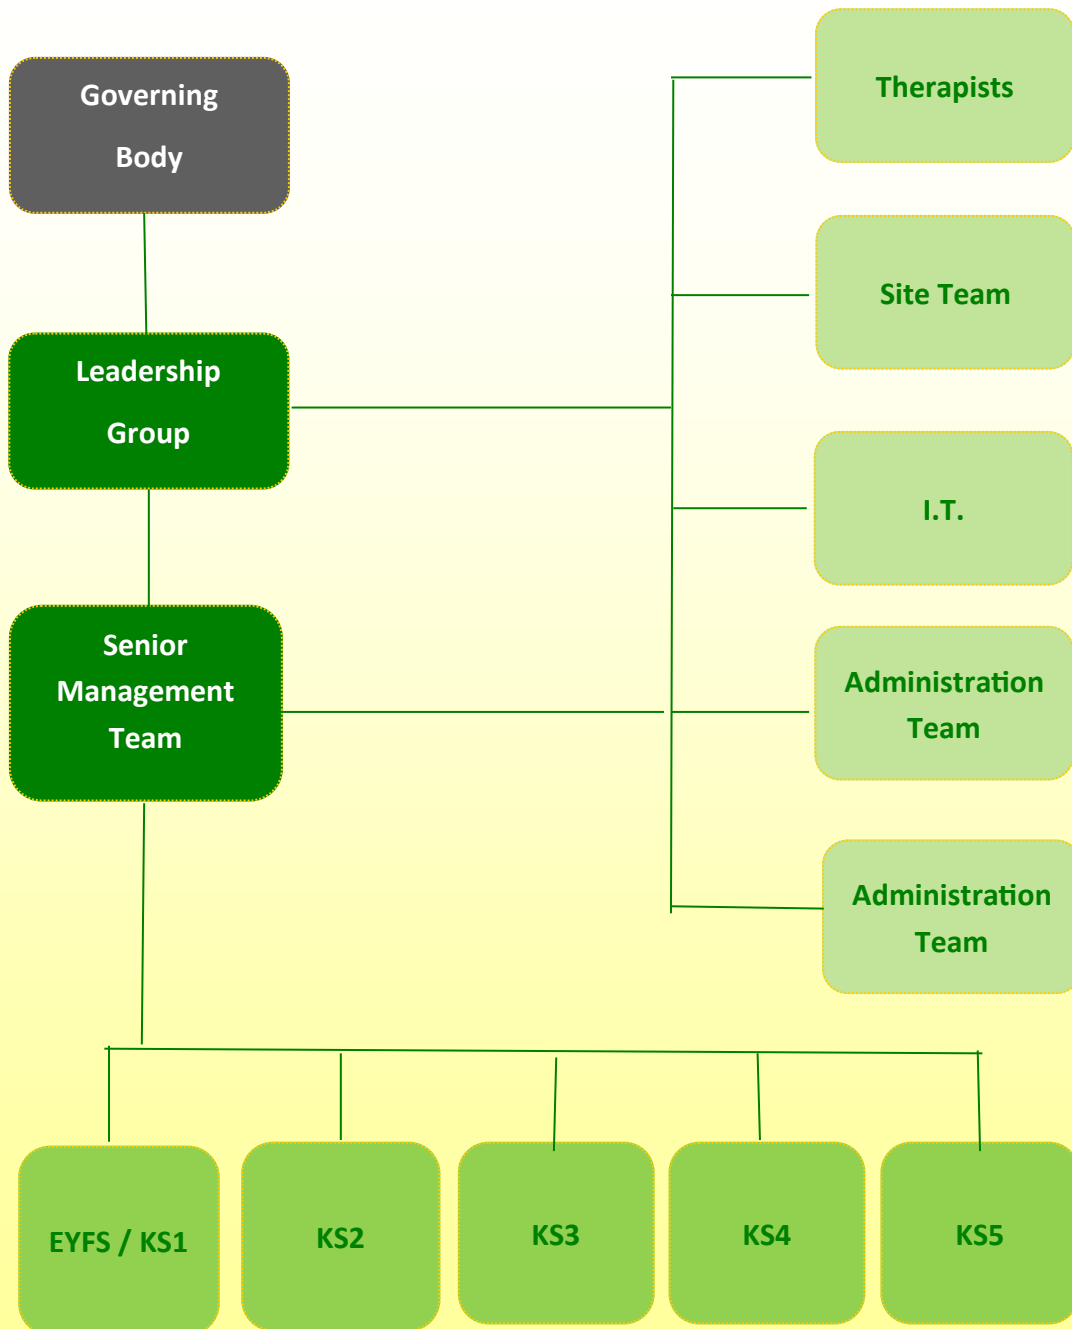 Governing
Body
Therapists
Site Team
Leadership
Group
I.T.
Senior
Management
Team
Administration
Team
Administration
Team
EYFS / KS1
KS2
KS3
KS4
KS5